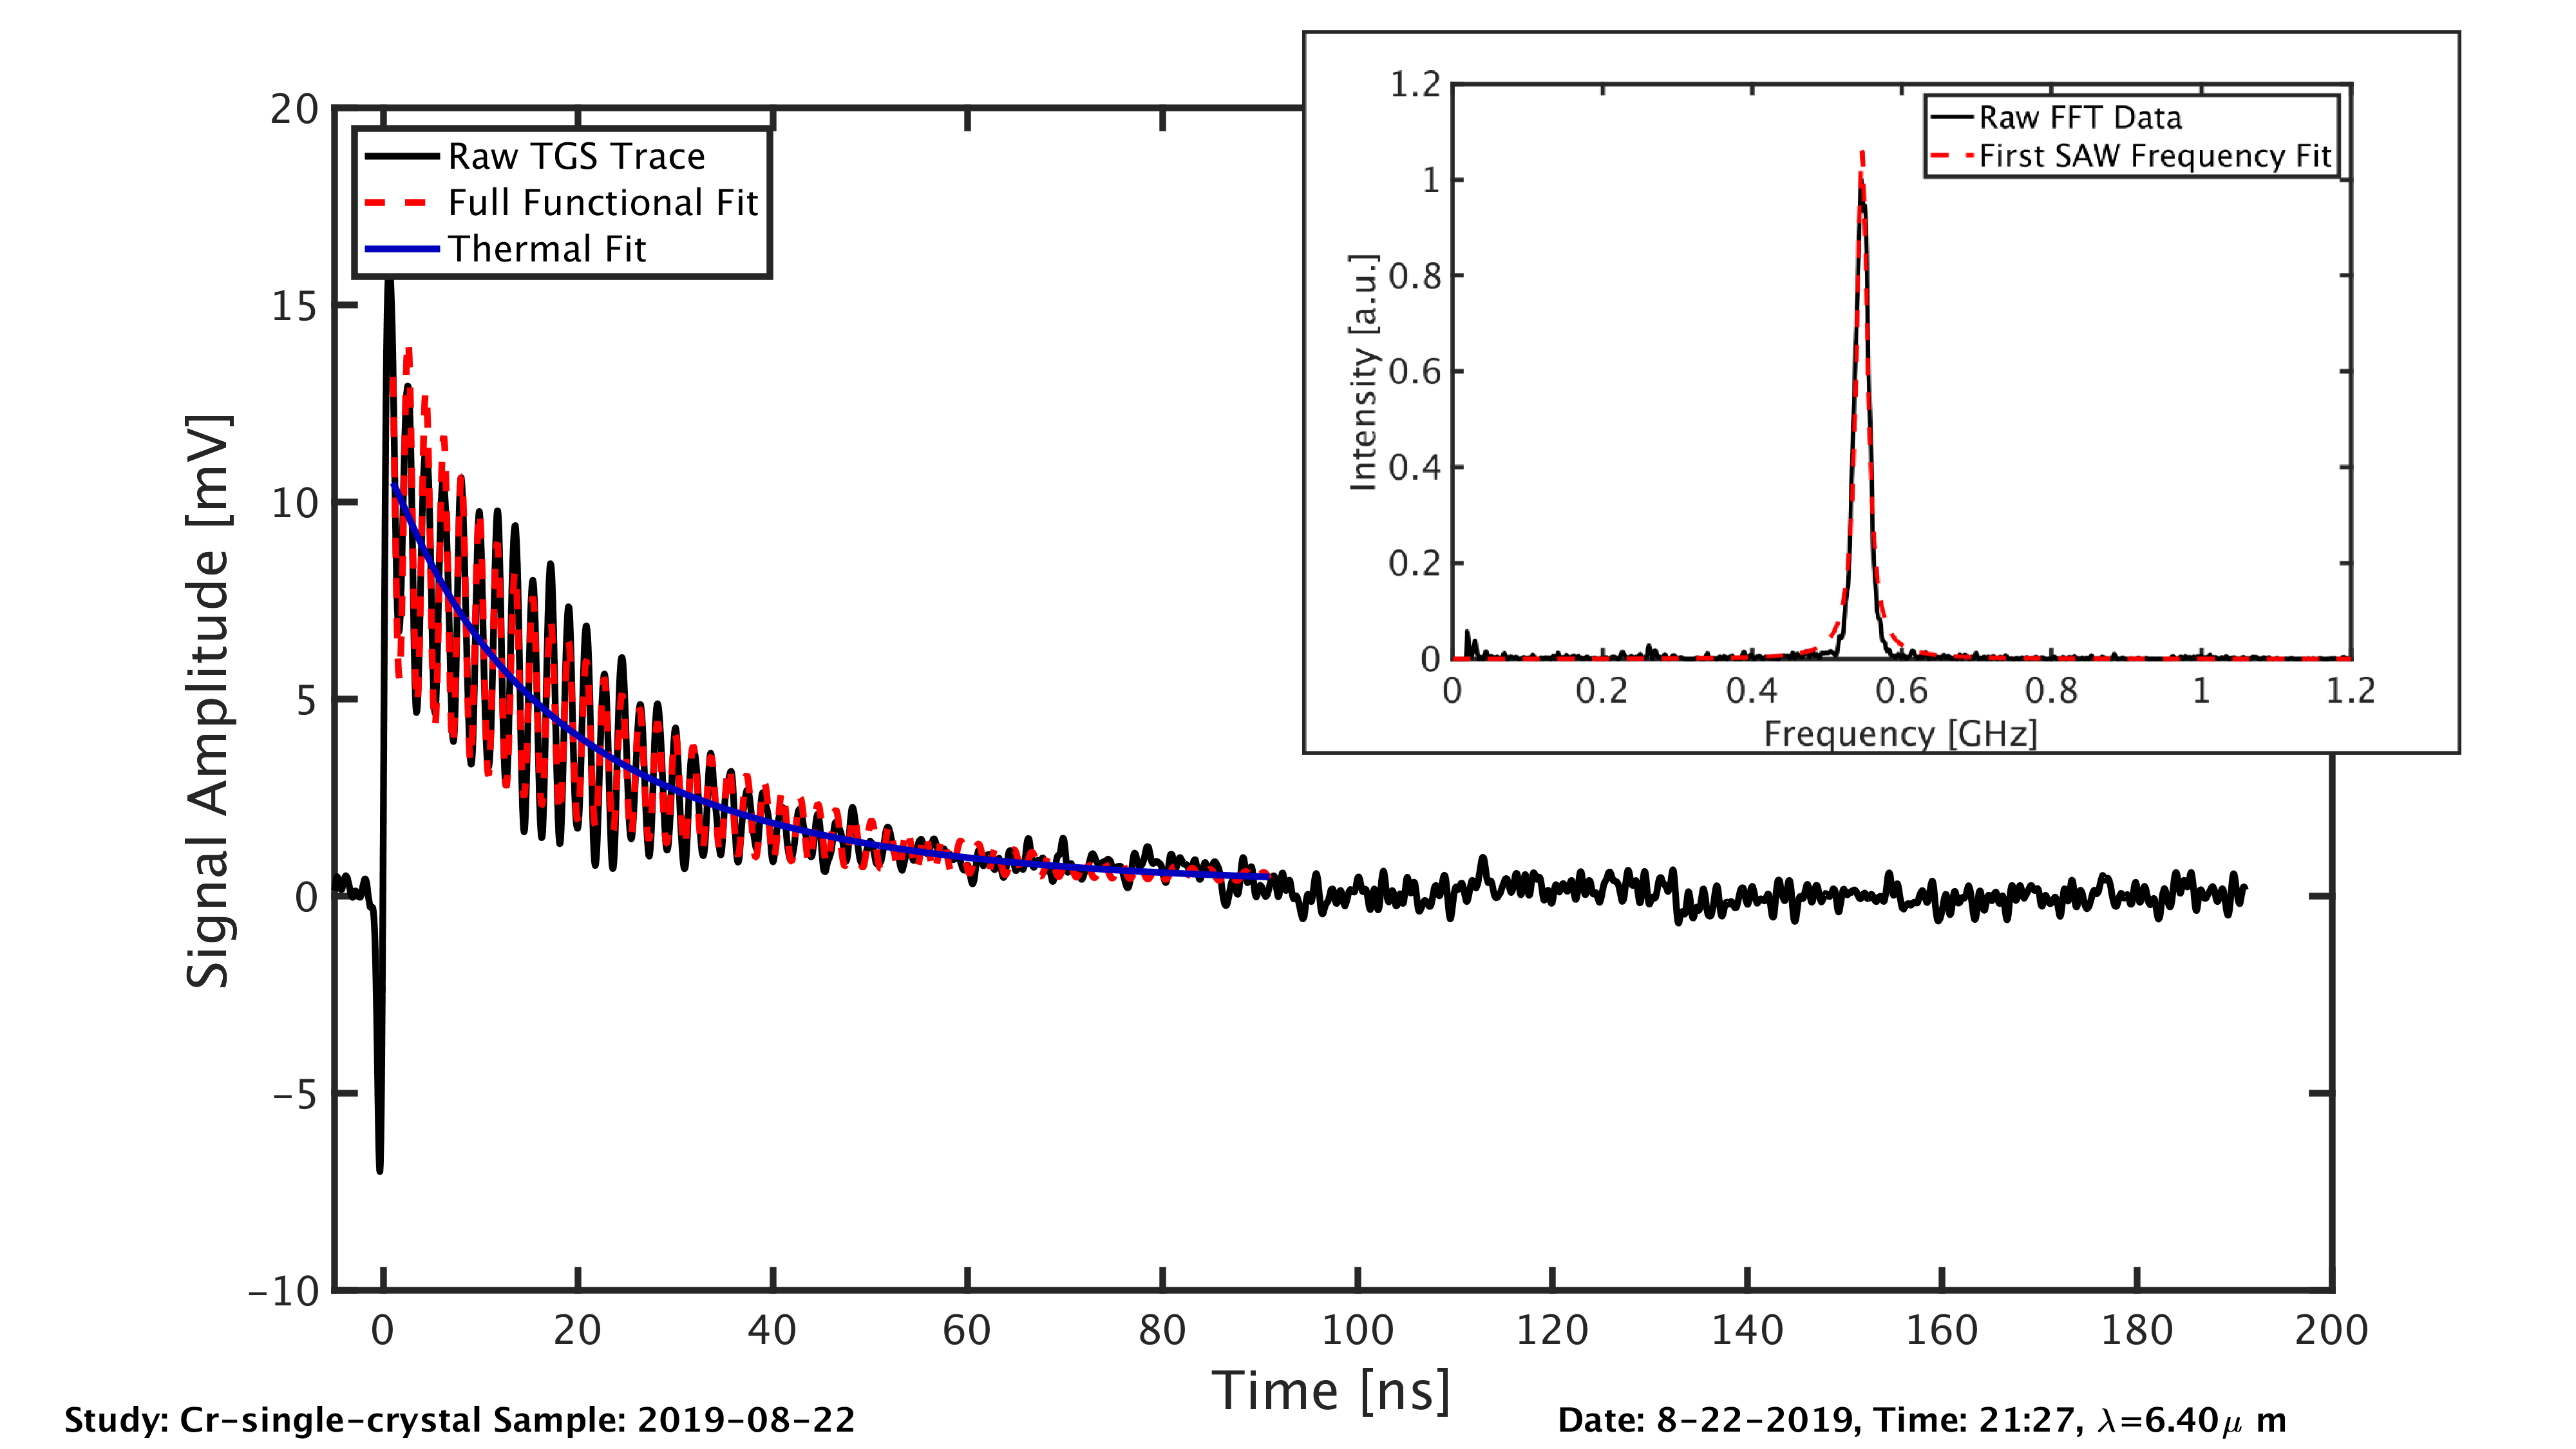 20
15
10
5
0
−5
−10
Signal Amplitude [mV]
Raw TGS Trace
Full Functional Fit
Thermal Fit
1.2
1
0.8
0.6
0.4
0.2
0
Intensity [a.u.]
Raw FFT Data
First SAW Frequency Fit
0 0.2 0.4 0.6 0.8 1 1.2
Frequency [GHz]
0 20 40 60 80 100 120 140 160 180 200
Time [ns]
Study: Cr−single−crystal Sample: 2019−08−22
Date: 8−22−2019, Time: 21:27, λ=6.40μ m